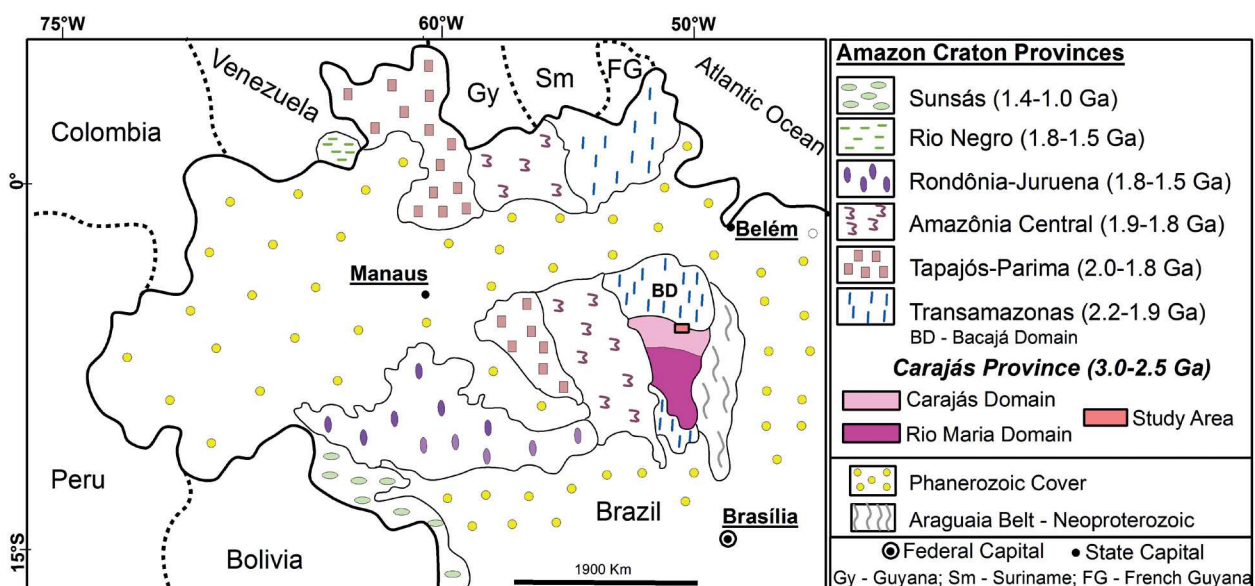 75°W
60°W
50°W
Venezuela
Gy
Sm
FG
Atlantic Ocean
Colombia
0°
Belém
Manaus
BD
Peru
Brazil
Brasília
15°S
Bolivia
1900 Km
Amazon Craton Provinces
Sunsás (1.4-1.0 Ga)
Rio Negro (1.8-1.5 Ga)
Rondônia-Juruena (1.8-1.5 Ga)
Amazônia Central (1.9-1.8 Ga)
Tapajós-Parima (2.0-1.8 Ga)
Transamazonas (2.2-1.9 Ga)
BD - Bacajá Domain
Carajás Province (3.0-2.5 Ga)
Carajás Domain
Study Area
Rio Maria Domain
Phanerozoic Cover
Araguaia Belt - Neoproterozoic
Federal Capital
State Capital
Gy - Guyana; Sm - Suriname; FG - French Guyana